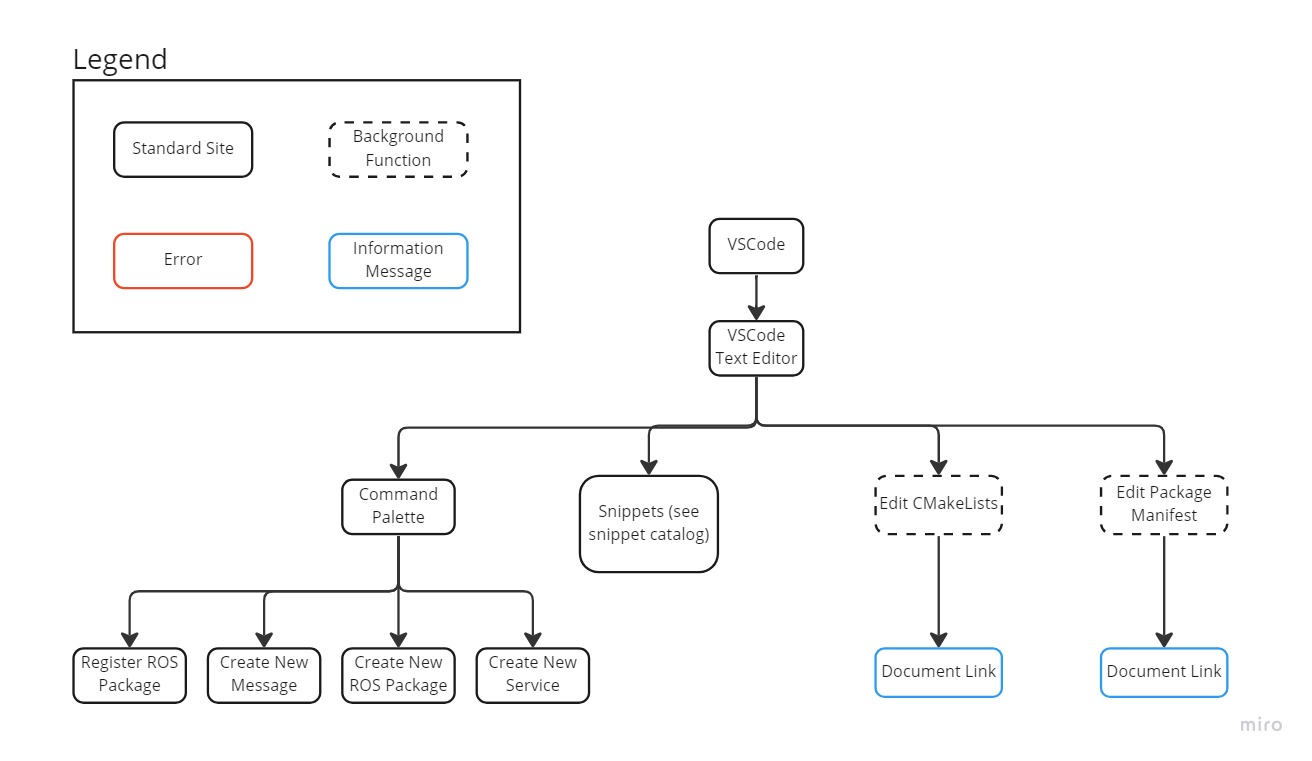 Legend
Standard Site
Background
Function
Error
Information
Message
VSCode
VSCode
Text Editor
Command
Palette
Snippets (see
snippet catalog)
Edit CMakeLists
Edit Package
Manifest
Register ROS
Package
Create New
Message
Create New
ROS Package
Create New
Service
Document Link
Document Link
miro